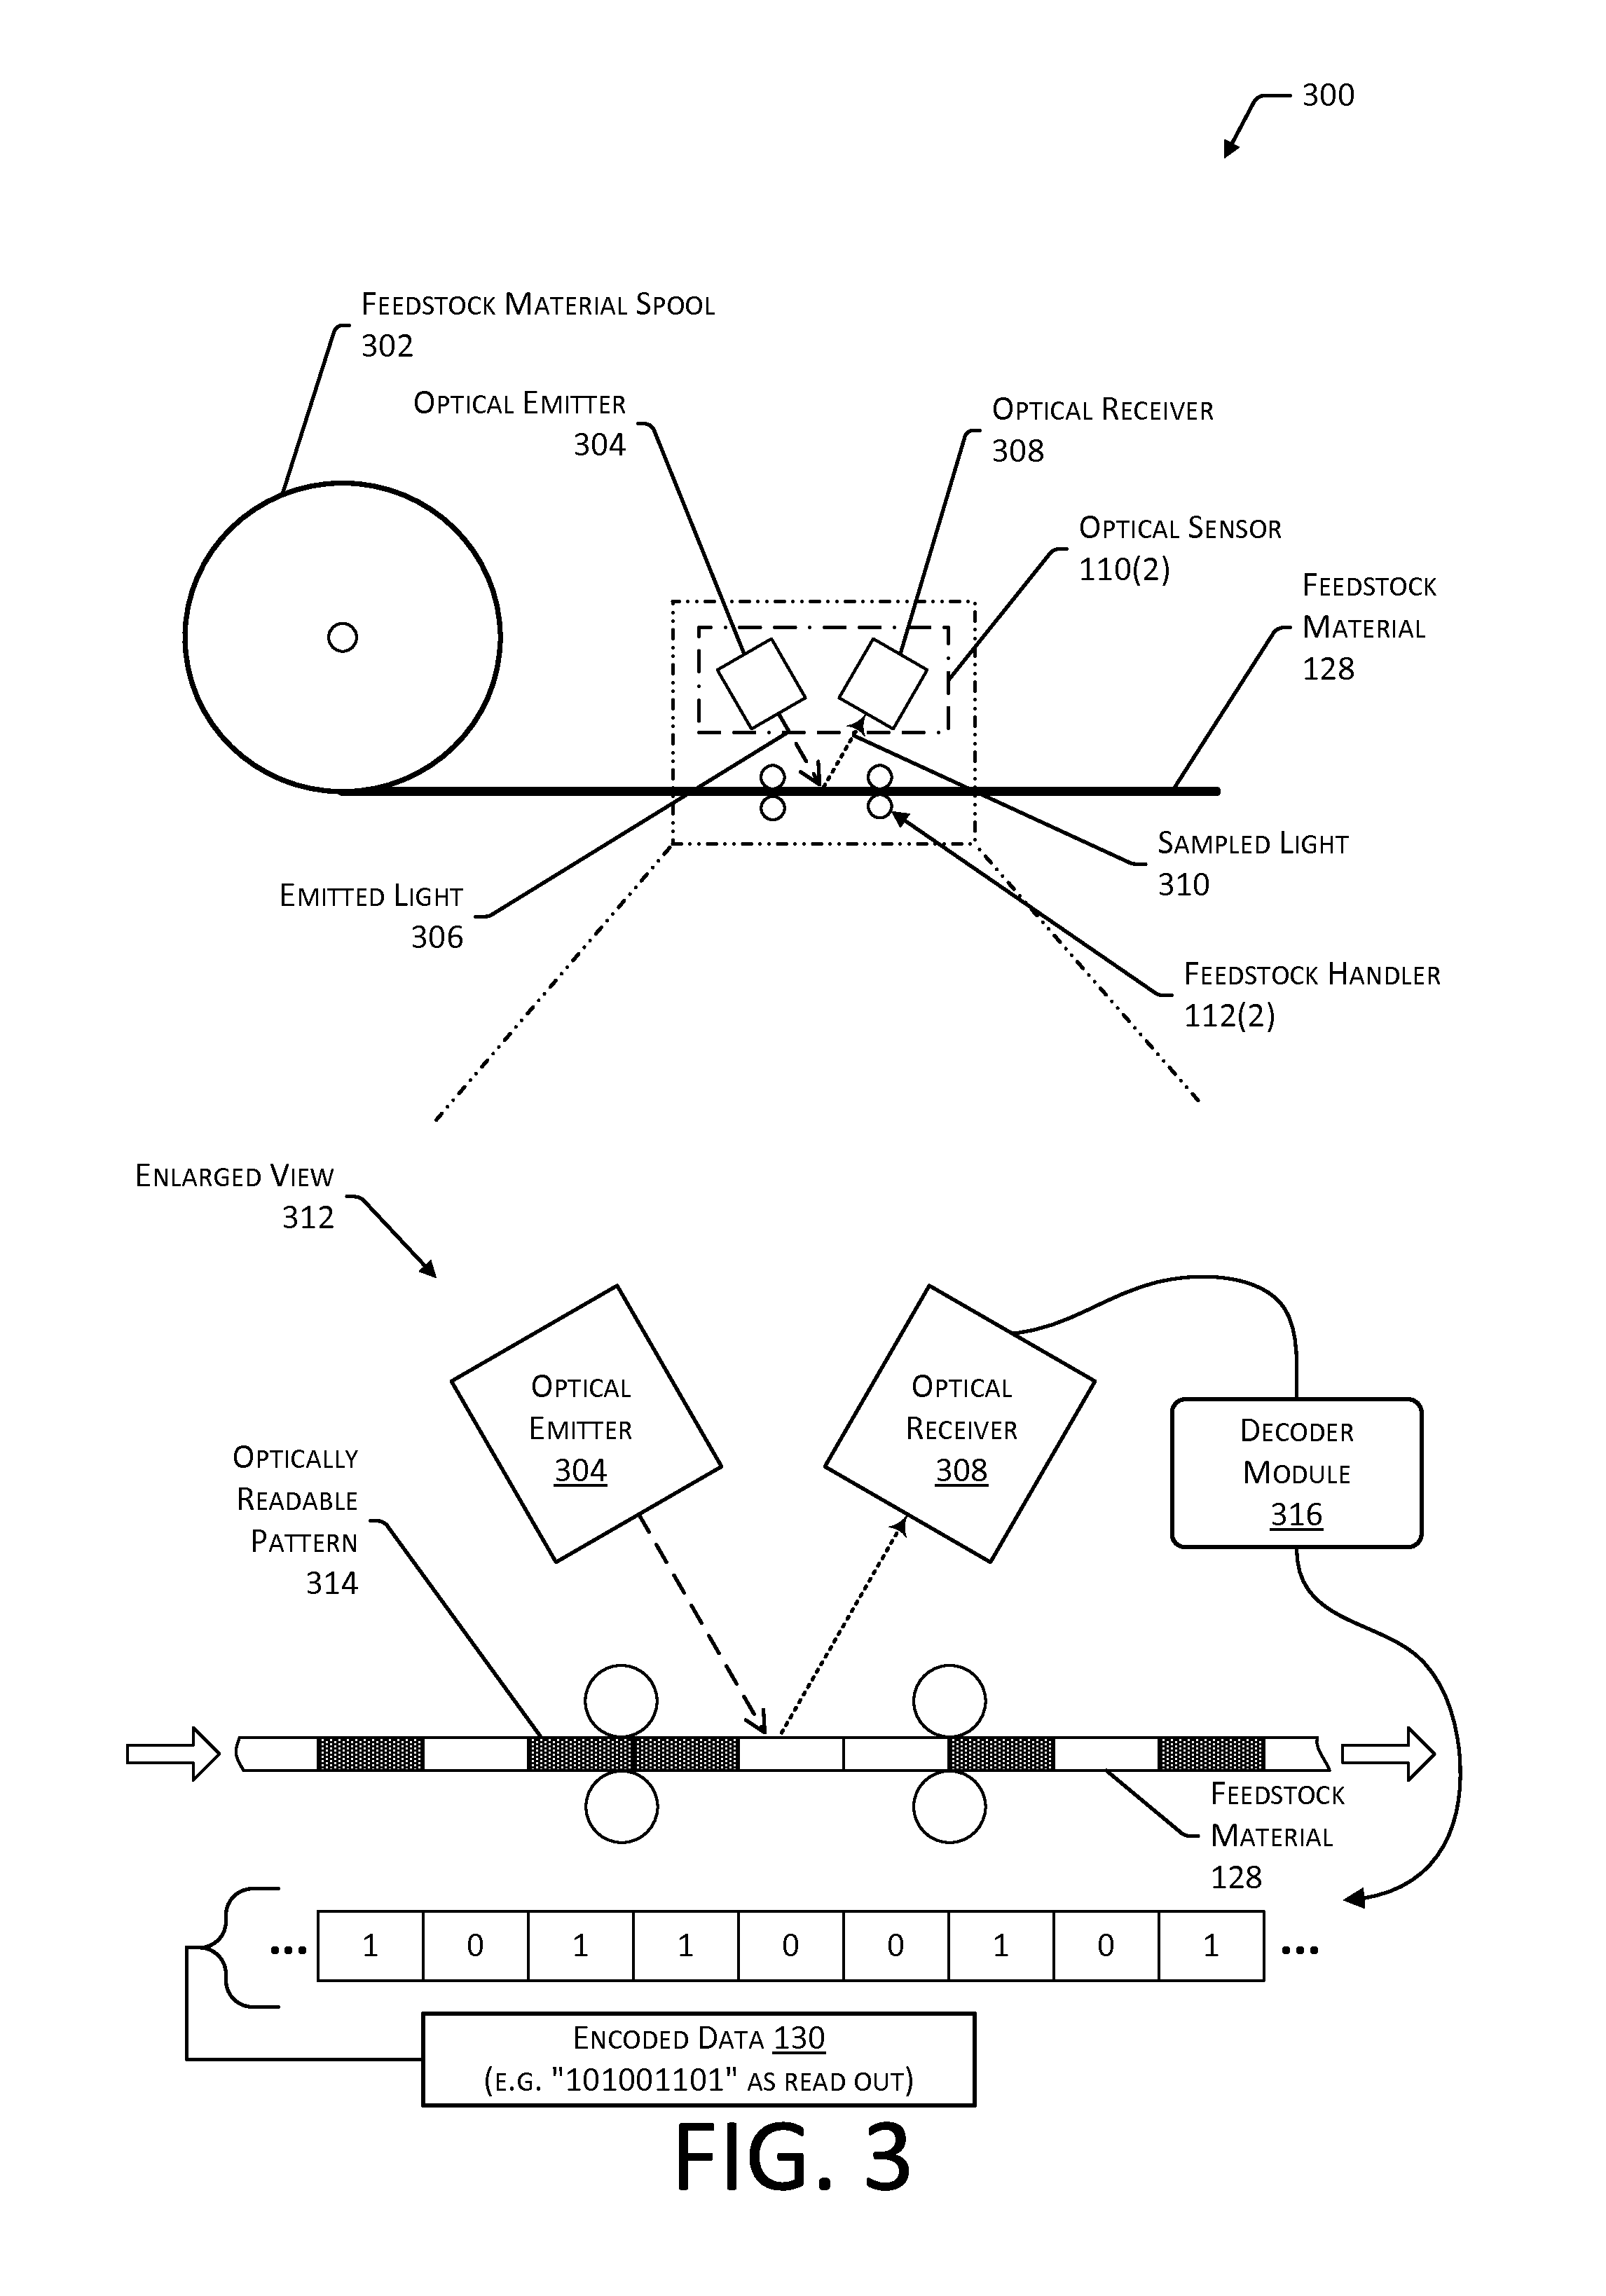 300
FEEDSTOCK MATERIAL SPOOL
302
OPTICAL EMITTER
304
OPTICAL RECEIVER
308
OPTICAL SENSOR
110(2)
FEEDSTOCK
MATERIAL
128
EMITTED LIGHT
306
SAMPLED LIGHT
310
FEEDSTOCK HANDLER
112(2)
ENLARGED VIEW
312
OPTICAL
EMITTER
304
OPTICAL
RECEIVER
308
DECODER
MODULE
316
OPTICALLY
READABLE
PATTERN
314
FEEDSTOCK
MATERIAL
128
... 1 0 1 1 0 0 1 0 1 ...
ENCODED DATA 130
(E.G. "101001101" AS READ OUT)
FIG. 3